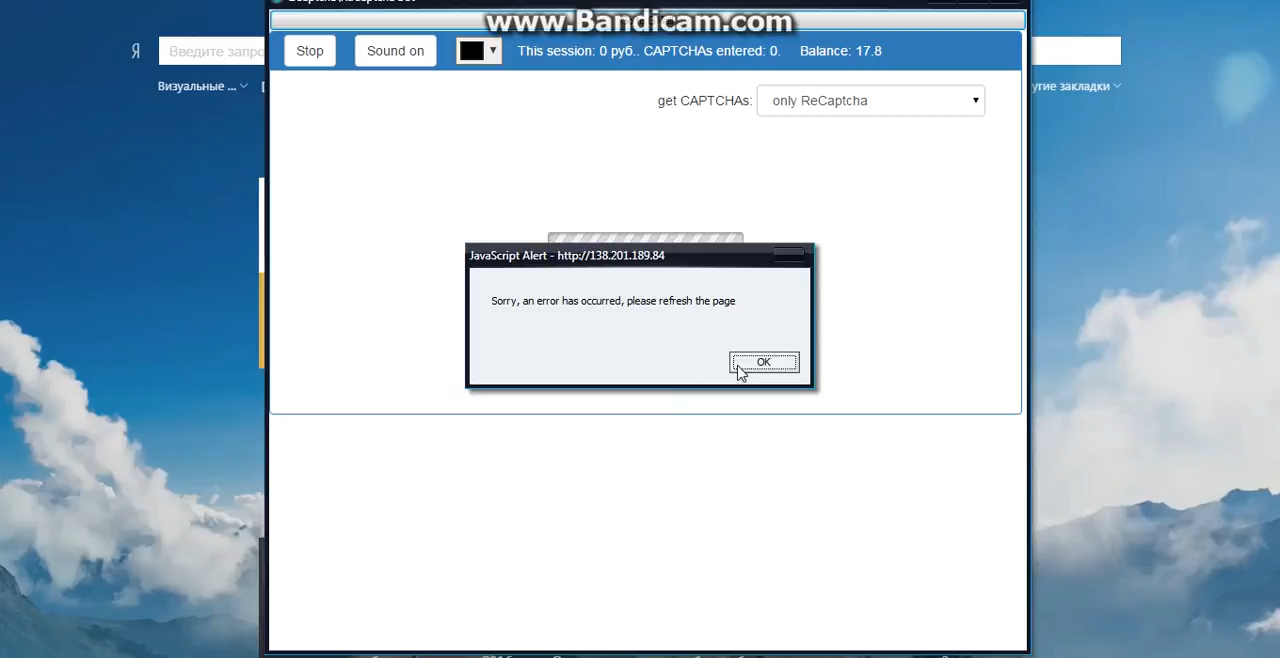 www.Bandicam.com
Я
Введите запро
Stop
Sound on
This session: 0 руб.. CAPTCHAs entered: 0.
Balance: 17.8
Визуальные ...
угие закладки
get CAPTCHAs:
only ReCaptcha
JavaScript Alert - http://138.201.189.84
Sorry, an error has occurred, please refresh the page
OK